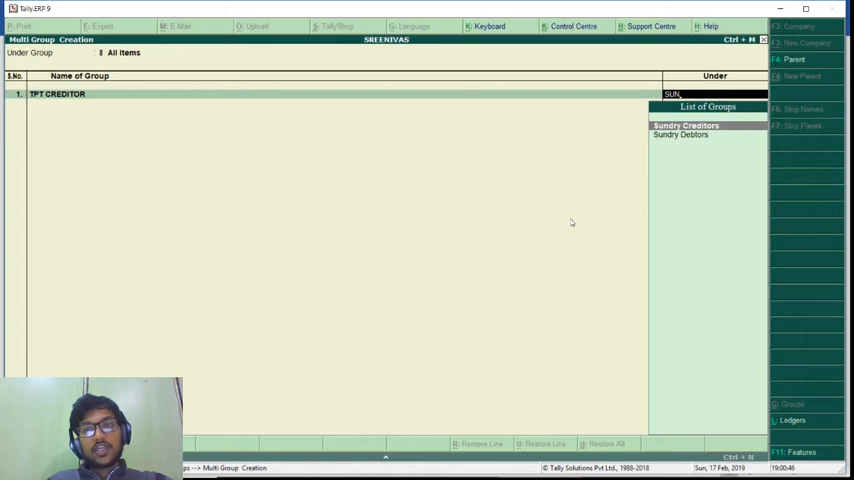 Tally.ERP 9
P: Print
E: Export
M: E-Mail
O: Upload
S: TallyShop
G: Language
K: Keyboard
K: Control Centre
H: Support Centre
H: Help
Multi Group Creation
SREENIVAS
Ctrl + M
Under Group : All Items
S.No. Name of Group Under
1. TPT CREDITOR SUN
List of Groups
Sundry Creditors
Sundry Debtors
F3: Company
F3: New Company
F4: Parent
F4: New Parent
F6: Skip Names
F7: Skip Parent
G: Groups
L: Ledgers
F11: Features
R: Remove Line
U: Restore Line
U: Restore All
Ctrl + N
ps --> Multi Group Creation
© Tally Solutions Pvt Ltd., 1988-2018
Sun, 17 Feb, 2019
19:00:46